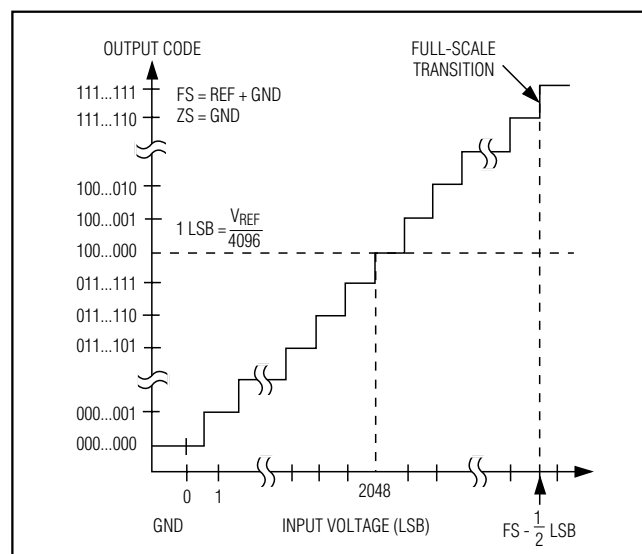 OUTPUT CODE
FULL-SCALE
TRANSITION
111...111
FS = REF + GND
111...110
ZS = GND
100...010
100...001
1 LSB = VREF
4096
100...000
011...111
011...110
011...101
000...001
000...000
0
1
2048
GND
INPUT VOLTAGE (LSB)
FS - 1/2 LSB